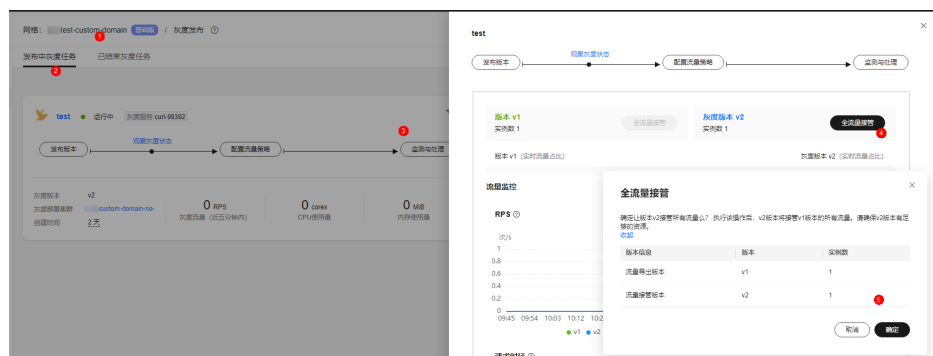 网格： test-custom-domain 基础版 / 灰度发布
1
发布中灰度任务 已结束灰度任务
2
test 运行中 灰度服务 curl-99392
3
观察灰度状态
发布版本 配置流量策略 监测与处理
灰度版本 v2
灰度部署集群 custom-domain-no-
创建时间 2 天
0 RPS
灰度流量（近五分钟内）
0 cores
CPU使用量
0 MiB
内存使用量
test
观察灰度状态
发布版本 配置流量策略 监测与处理
版本 v1
实例数 1
全流量接管
灰度版本 v2
实例数 1
全流量接管
4
版本 v1（实时流量占比） 灰度版本 v2（实时流量占比）
流量监控
RPS
次/s
1
0.8
0.6
0.4
0.2
0
09:45 09:54 10:03 10:12 10:2
v1 v2
全流量接管
确定让版本v2接管所有流量么？ 执行该操作后，v2版本将接管v1版本的所有流量，请确保v2版本有足
够的资源。
收起
版本信息 版本 实例数
流量导出版本 v1 1
流量接管版本 v2 1
5
取消 确定